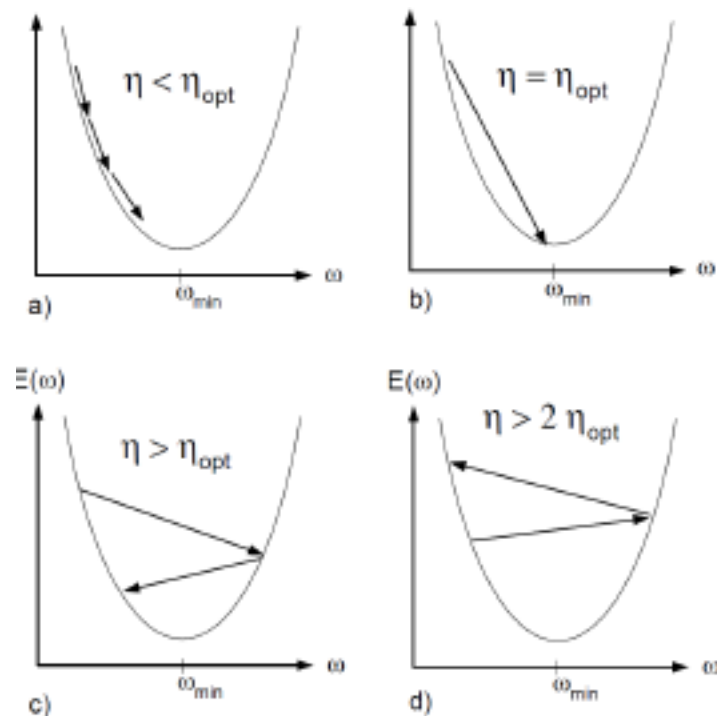 η < η_opt
ω
ω_min
a)
η = η_opt
ω
ω_min
b)
E(ω)
η > η_opt
ω
ω_min
c)
E(ω)
η > 2 η_opt
ω
ω_min
d)